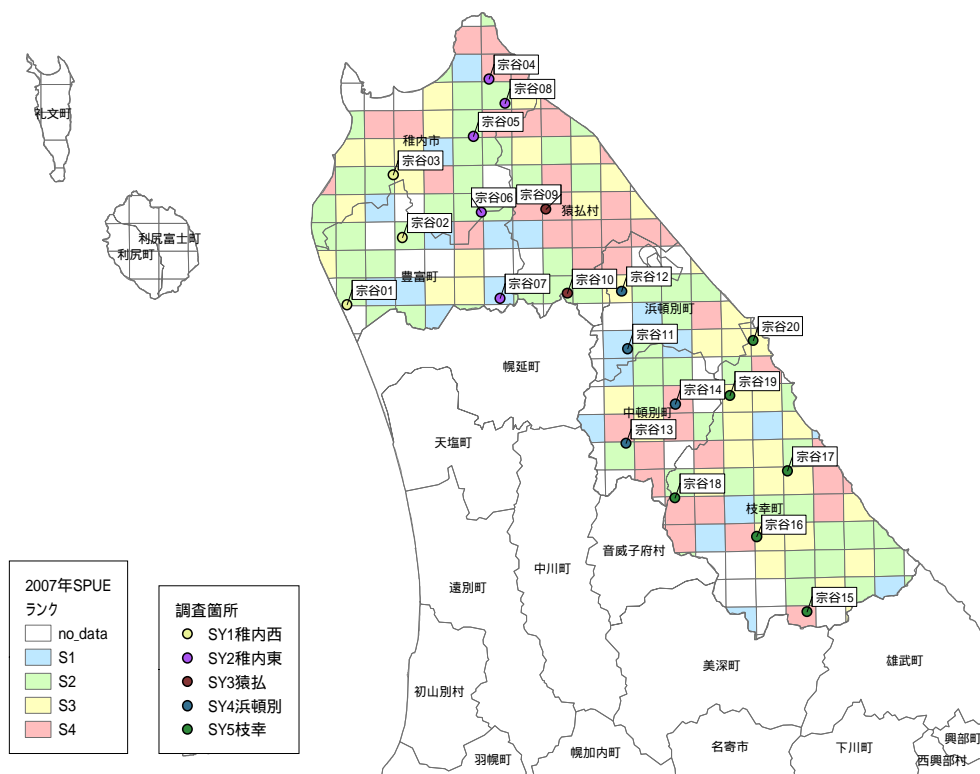 宗谷04
宗谷08
宗谷05
稚内市
宗谷03
礼文町
宗谷09
宗谷06
猿払村
宗谷02
利尻富士町
利尻町
豊富町
宗谷12
宗谷10
宗谷07
宗谷01
浜頓別町
宗谷20
宗谷11
幌延町
宗谷19
宗谷14
中頓別町
宗谷13
天塩町
宗谷17
宗谷18
枝幸町
宗谷16
音威子府村
中川町
遠別町
宗谷15
美深町
雄武町
初山別村
羽幌町
幌加内町
名寄市
下川町
興部町
西興部村
2007年SPUE
ランク
no_data
S1
S2
S3
S4
調査箇所
SY1稚内西
SY2稚内東
SY3猿払
SY4浜頓別
SY5枝幸